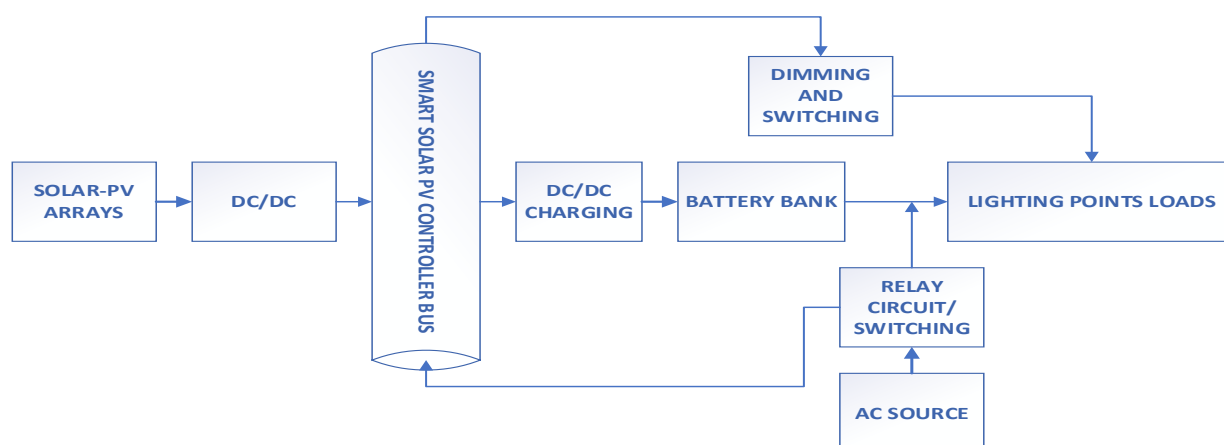 DIMMING
AND
SWITCHING
SMART SOLAR PV CONTROLLER BUS
SOLAR-PV
ARRAYS
DC/DC
DC/DC
CHARGING
BATTERY BANK
LIGHTING POINTS LOADS
RELAY
CIRCUIT/
SWITCHING
AC SOURCE